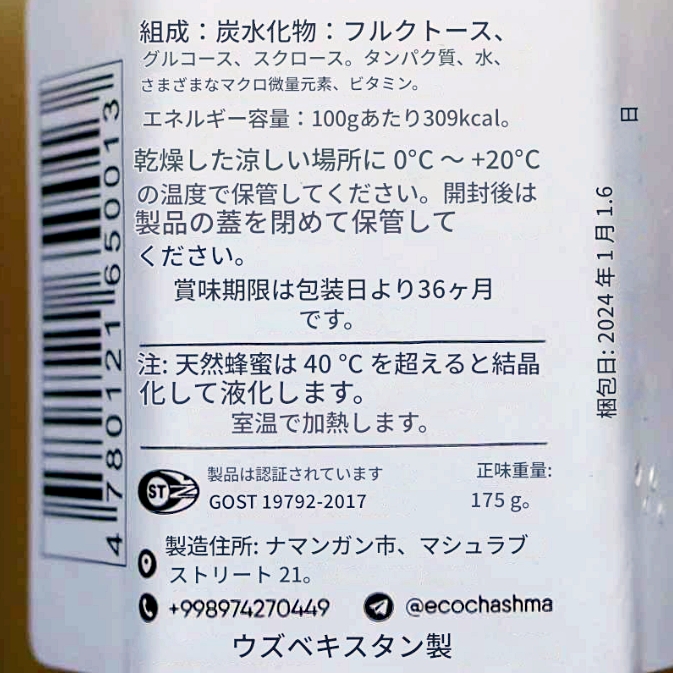 組成：炭水化物：フルクトース、
グルコース、スクロース。タンパク質、水、
さまざまなマクロ微量元素、ビタミン。
エネルギー容量：100gあたり309kcal。
乾燥した涼しい場所に 0°C ～ +20°C
の温度で保管してください。開封後は
製品の蓋を閉めて保管して
ください。
賞味期限は包装日より36ヶ月
です。
注: 天然蜂蜜は 40 °C を超えると結晶
化して液化します。
室温で加熱します。
ST
製品は認証されています
GOST 19792-2017
正味重量:
175 g。
製造住所: ナマンガン市、マシュラブ
ストリート 21。
+998974270449
@ecochashma
ウズベキスタン製
4780121650013
梱包日: 2024 年 1 月 1.6
日